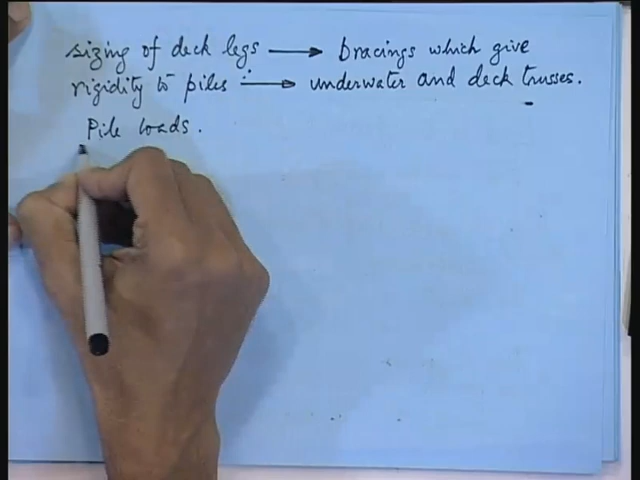 sizing of deck legs ⟶ bracings which give
rigidity to piles ∵ ⟶ underwater and deck trusses.
Pile loads.